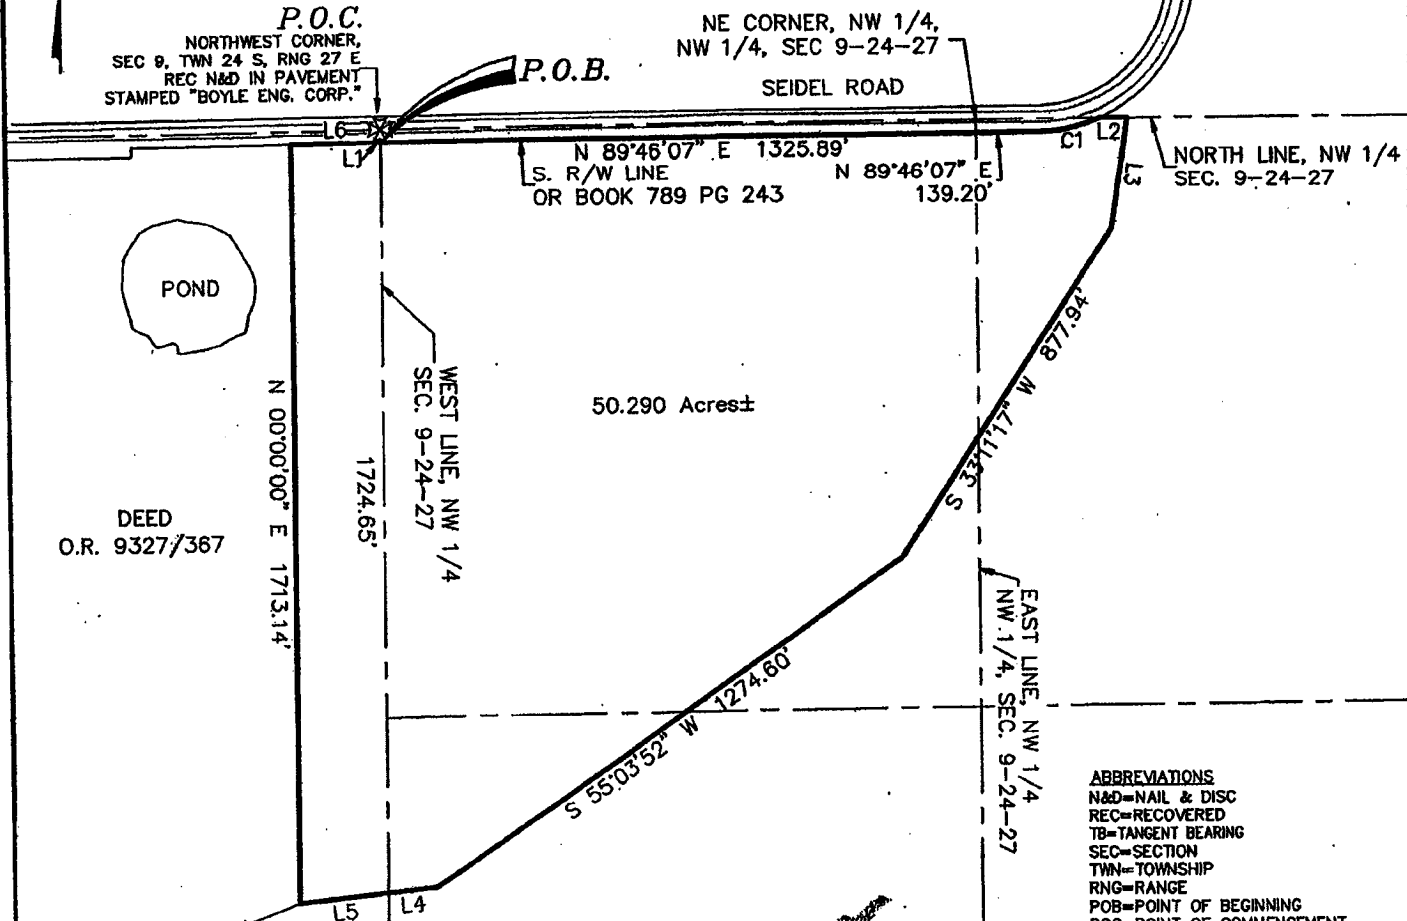 P.O.C.
NORTHWEST CORNER,
SEC 9, TWN 24 S, RNG 27 E
REC N&D IN PAVEMENT
STAMPED "BOYLE ENG. CORP."
P.O.B.
NE CORNER, NW 1/4,
NW 1/4, SEC 9-24-27
SEIDEL ROAD
L6
L1
N 89°46'07" E 1325.89'
S. R/W LINE
OR BOOK 789 PG 243
N 89°46'07" E
139.20'
C1
L2
L3
NORTH LINE, NW 1/4
SEC. 9-24-27
POND
877.94'
S 33°11'17" W
WEST LINE, NW 1/4
SEC. 9-24-27
1724.65'
50.290 Acres±
N 00°00'00" E 1713.14'
DEED
O.R. 9327/367
1274.60'
S 55°03'52" W
EAST LINE, NW 1/4
NW 1/4, SEC. 9-24-27
L5
L4
ABBREVIATIONS
N&D=NAIL & DISC
REC=RECOVERED
TB=TANGENT BEARING
SEC=SECTION
TWN=TOWNSHIP
RNG=RANGE
POB=POINT OF BEGINNING
POC=POINT OF COMMENCEMENT